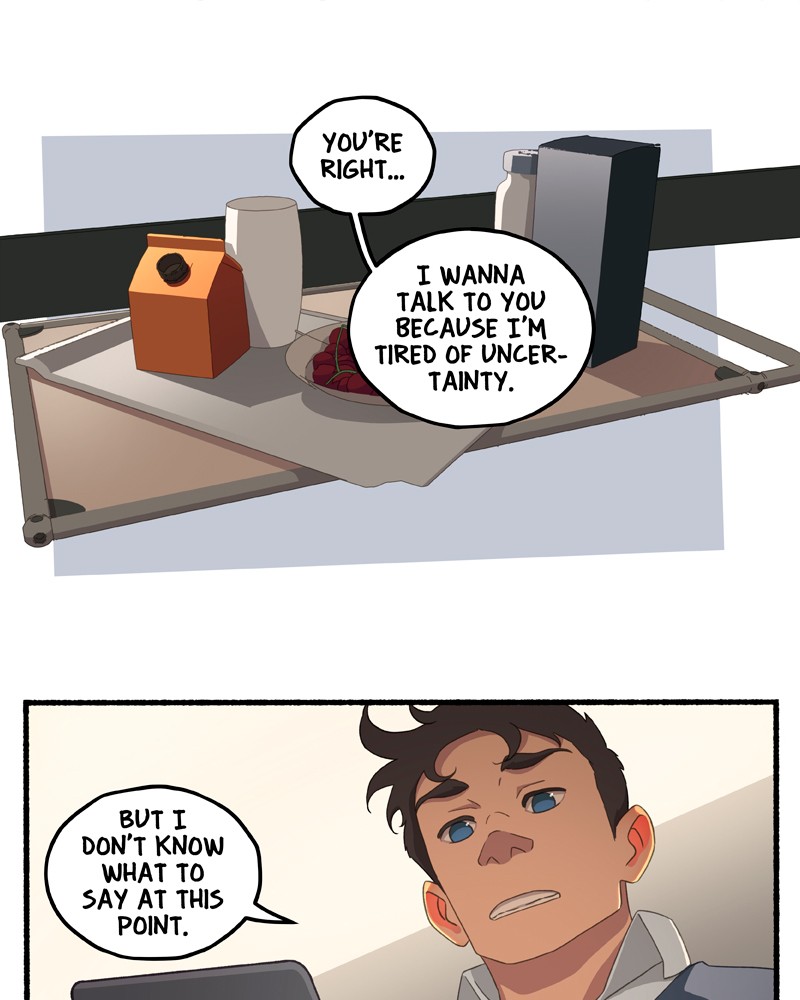 YOU'RE
RIGHT...
I WANNA
TALK TO YOU
BECAUSE I'M
TIRED OF UNCER-
TAINTY.
BUT I
DON'T KNOW
WHAT TO
SAY AT THIS
POINT.